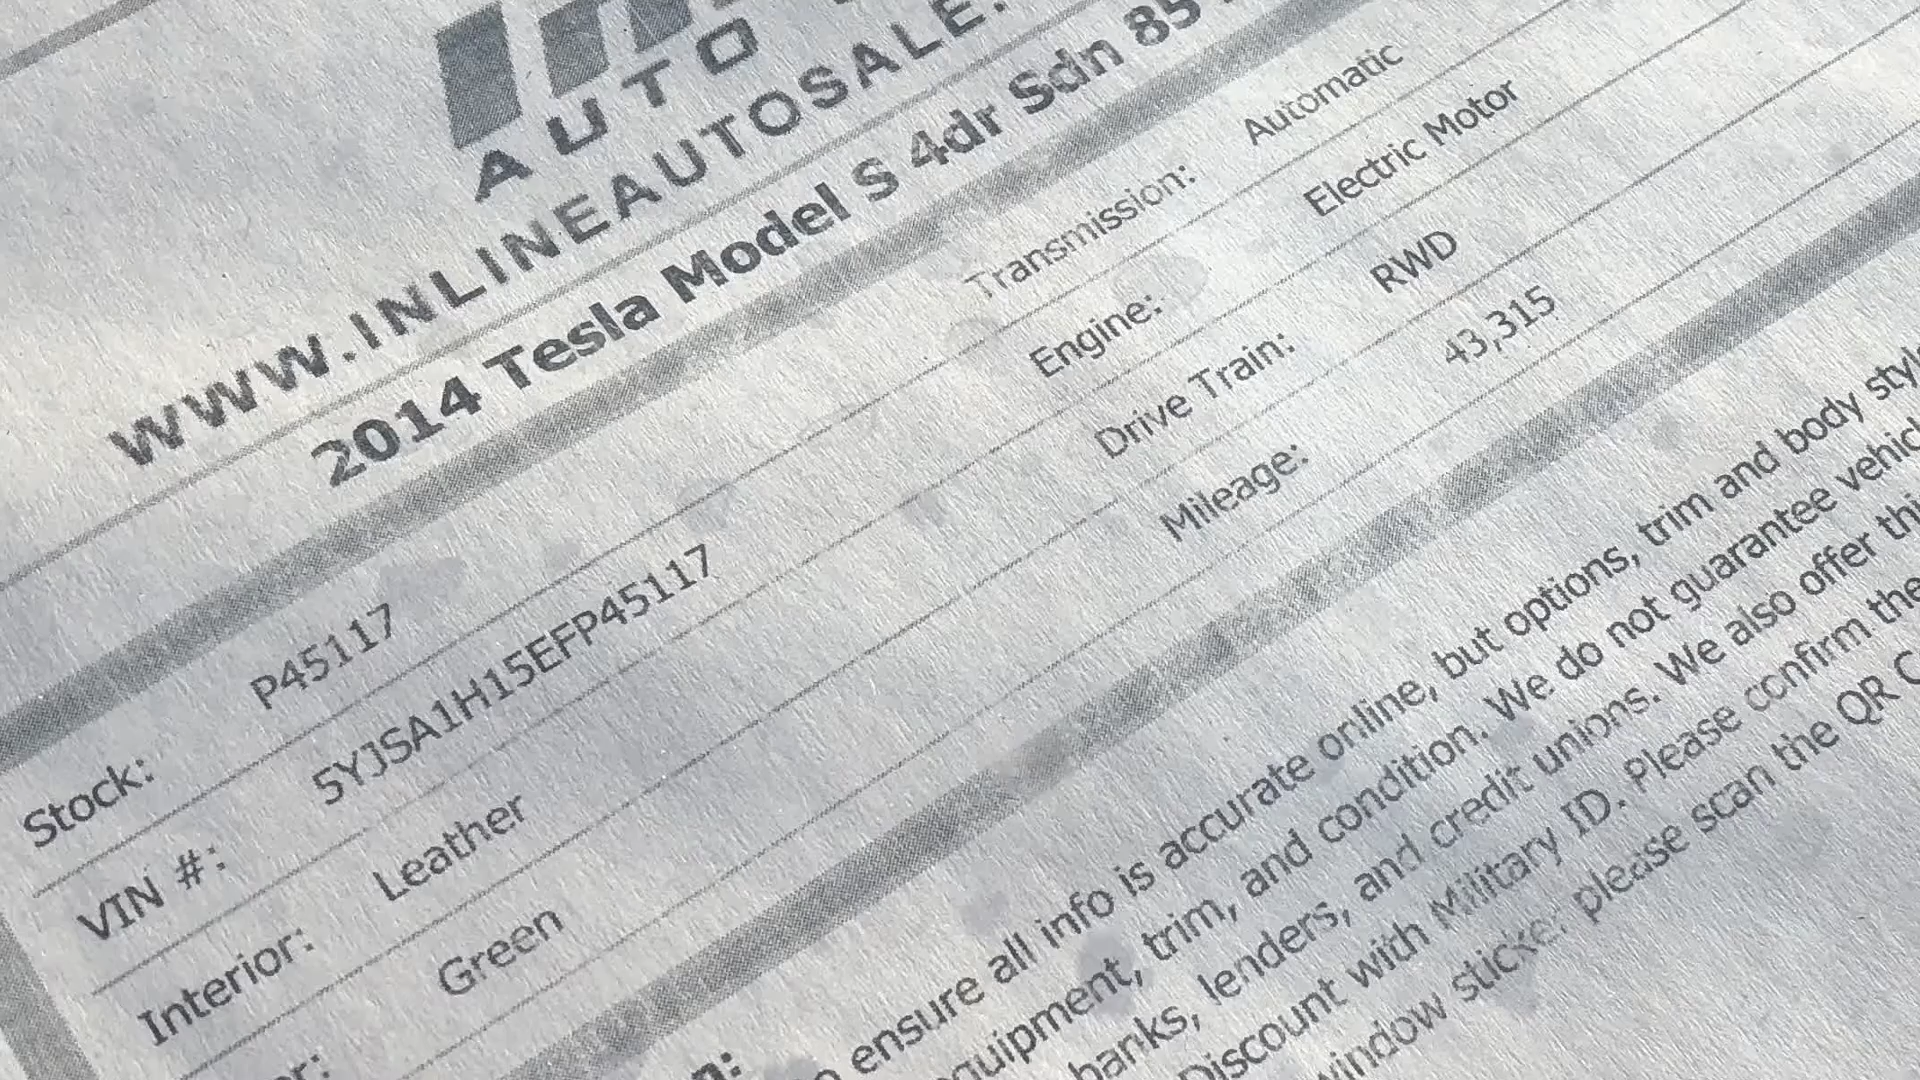 AUTO
WWW.INLINEAUTOSALE.
2014 Tesla Model S 4dr Sdn 85
Stock: P45117
Transmission: Automatic
VIN #: 5YJSA1H15EFP45117
Engine: Electric Motor
Interior: Leather
Drive Train: RWD
Green
Mileage: 43,315
ensure all info is accurate online, but options, trim and body
equipment, trim, and condition. We do not guarantee
banks, lenders, and credit unions. We also offer
Discount with Military ID. Please confirm the
window sticker please scan the QR